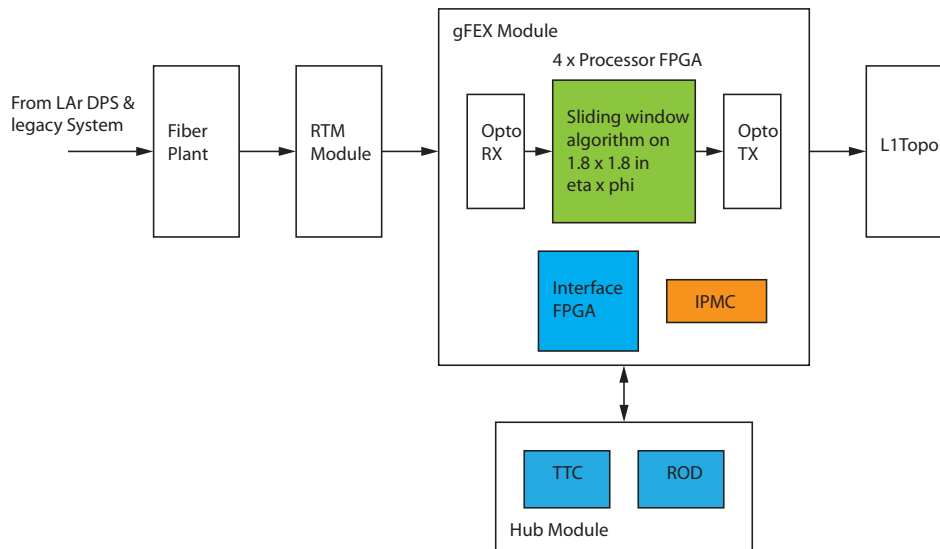 gFEX Module
4 x Processor FPGA
From LAr DPS &
legacy System
Fiber
Plant
RTM
Module
Opto
RX
Sliding window
algorithm on
1.8 x 1.8 in
eta x phi
Opto
TX
L1Topo
Interface
FPGA
IPMC
TTC
ROD
Hub Module